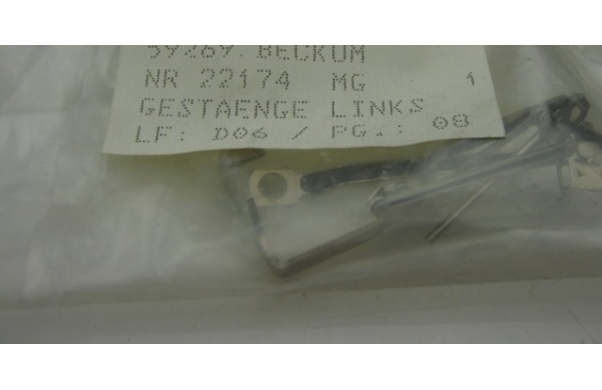 59269 BECKUM
NR 22174 MG 1
GESTAENGE LINKS
LF: D06 / PG.: 08